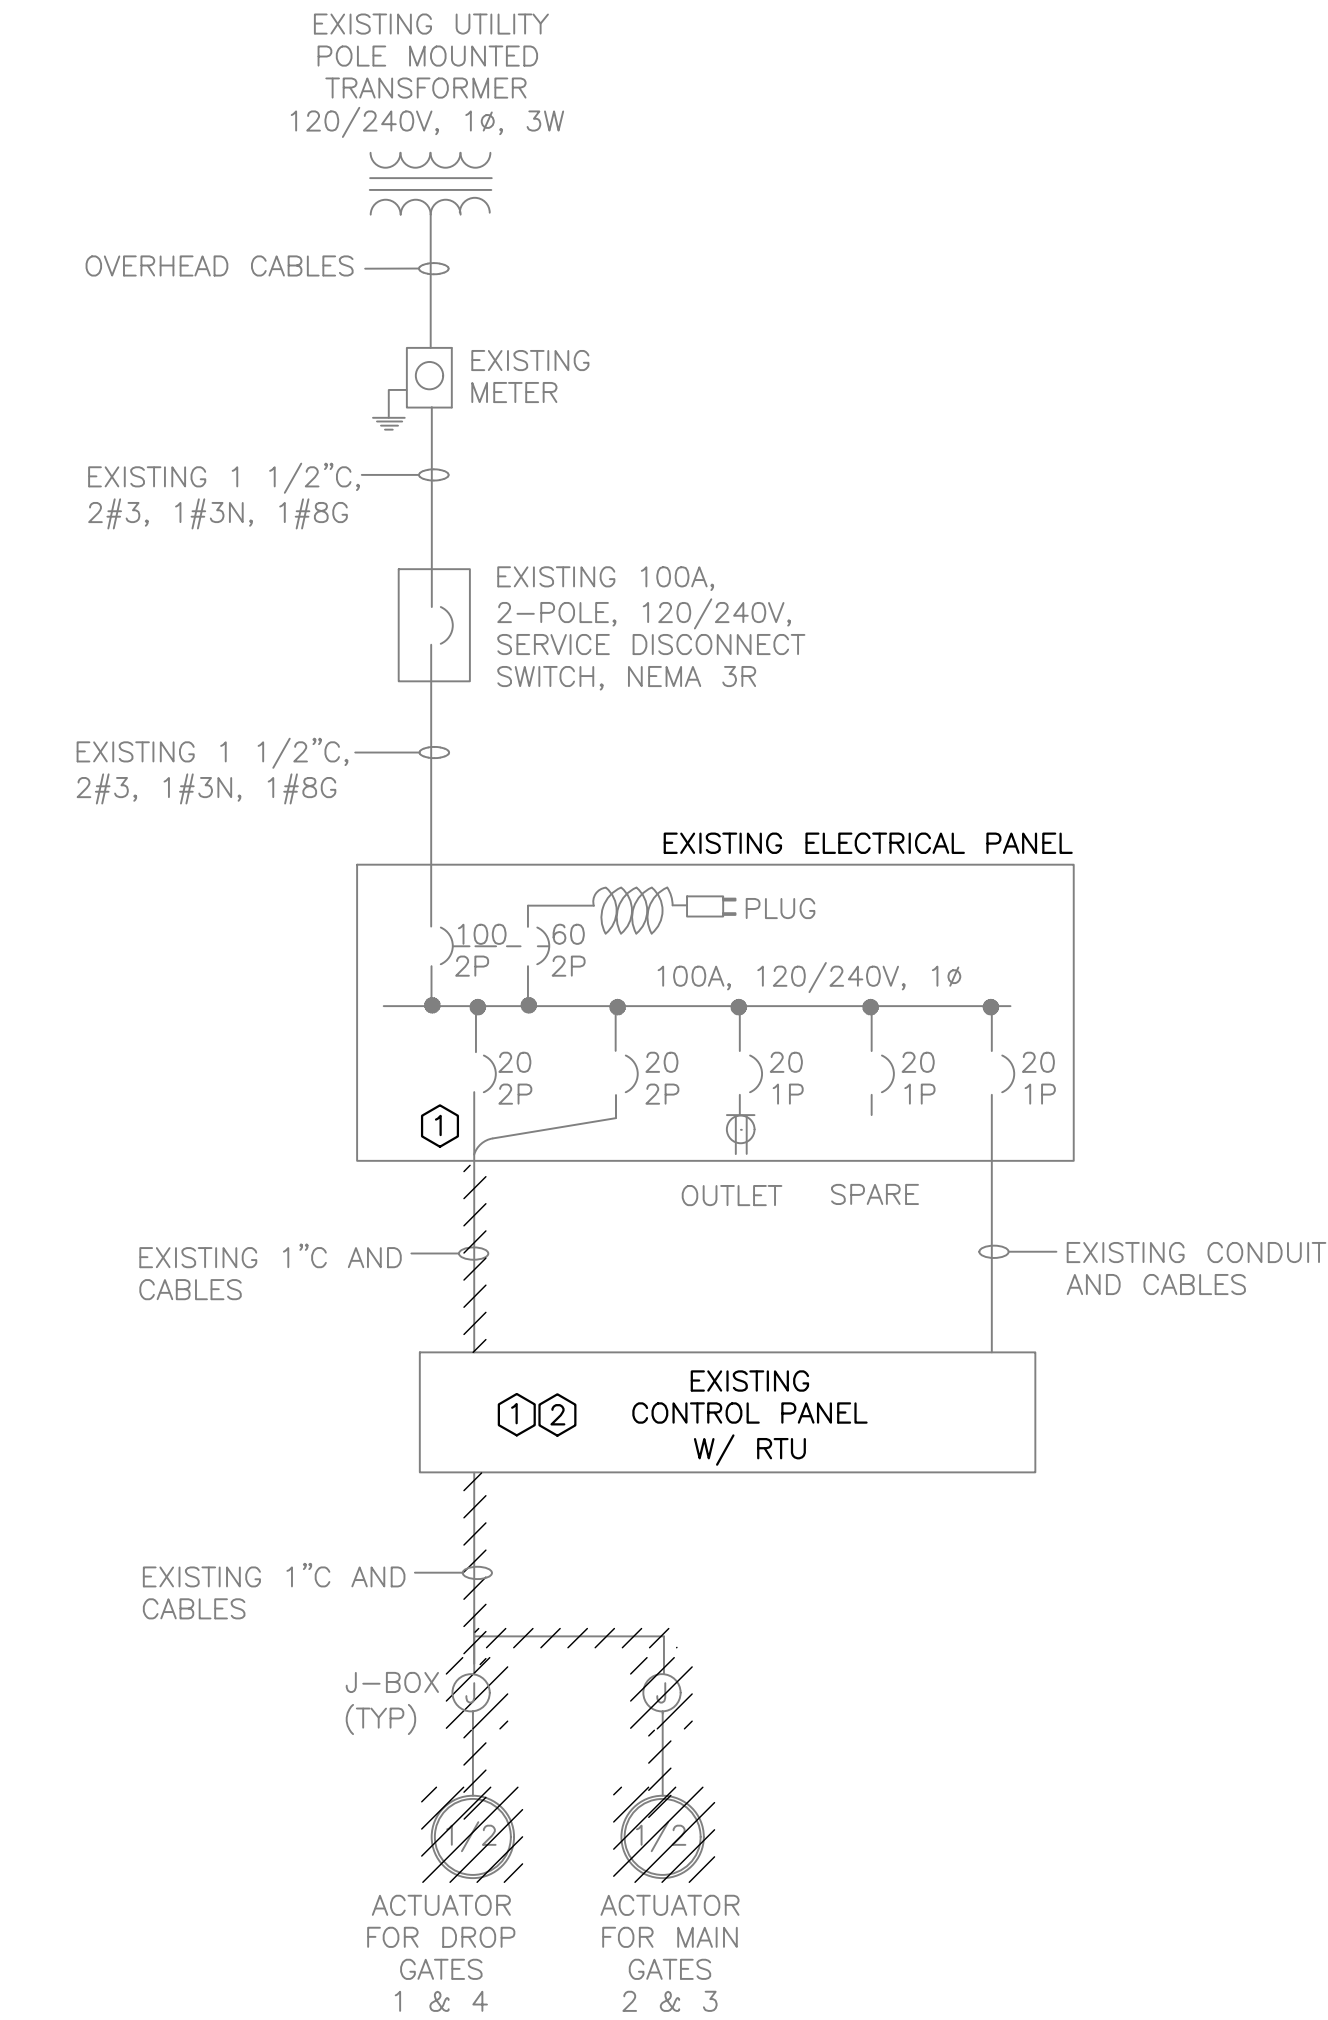 EXISTING UTILITY
POLE MOUNTED
TRANSFORMER
120/240V, 1ø, 3W
OVERHEAD CABLES
EXISTING
METER
EXISTING 1 1/2"C,
2#3, 1#3N, 1#8G
EXISTING 100A,
2-POLE, 120/240V,
SERVICE DISCONNECT
SWITCH, NEMA 3R
EXISTING 1 1/2"C,
2#3, 1#3N, 1#8G
EXISTING ELECTRICAL PANEL
PLUG
100
2P
60
2P
100A, 120/240V, 1ø
20
2P
20
2P
20
1P
20
1P
20
1P
1
OUTLET
SPARE
EXISTING 1"C AND
CABLES
EXISTING CONDUIT
AND CABLES
1
2
EXISTING
CONTROL PANEL
W/ RTU
EXISTING 1"C AND
CABLES
J-BOX
(TYP)
J
J
1/2
1/2
ACTUATOR
FOR DROP
GATES
1 & 4
ACTUATOR
FOR MAIN
GATES
2 & 3